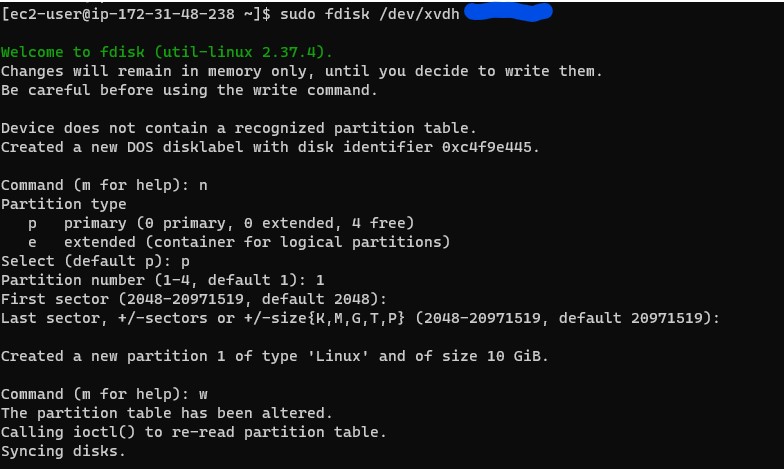 [ec2-user@ip-172-31-48-238 ~]$ sudo fdisk /dev/xvdh
Welcome to fdisk (util-linux 2.37.4).
Changes will remain in memory only, until you decide to write them.
Be careful before using the write command.
Device does not contain a recognized partition table.
Created a new DOS disklabel with disk identifier 0xc4f9e445.
Command (m for help): n
Partition type
   p   primary (0 primary, 0 extended, 4 free)
   e   extended (container for logical partitions)
Select (default p): p
Partition number (1-4, default 1): 1
First sector (2048-20971519, default 2048):
Last sector, +/-sectors or +/-size{K,M,G,T,P} (2048-20971519, default 20971519):
Created a new partition 1 of type 'Linux' and of size 10 GiB.
Command (m for help): w
The partition table has been altered.
Calling ioctl() to re-read partition table.
Syncing disks.